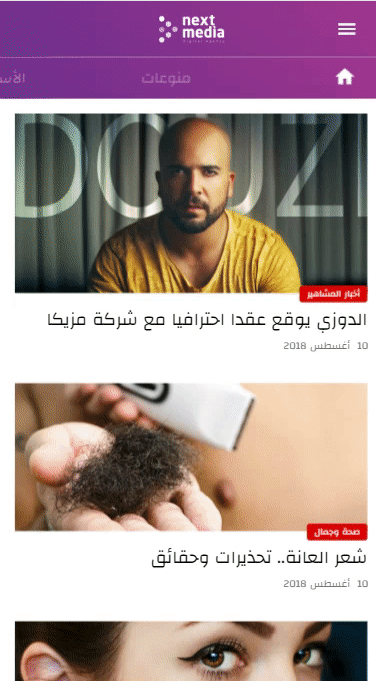 next
media
digital agency
منوعات
الأس
DOUZI
أخبار المشاهير
الدوزي يوقع عقدا احترافيا مع شركة مزيكا
10 أغسطس 2018
صحة وجمال
شعر العانة.. تحذيرات وحقائق
10 أغسطس 2018